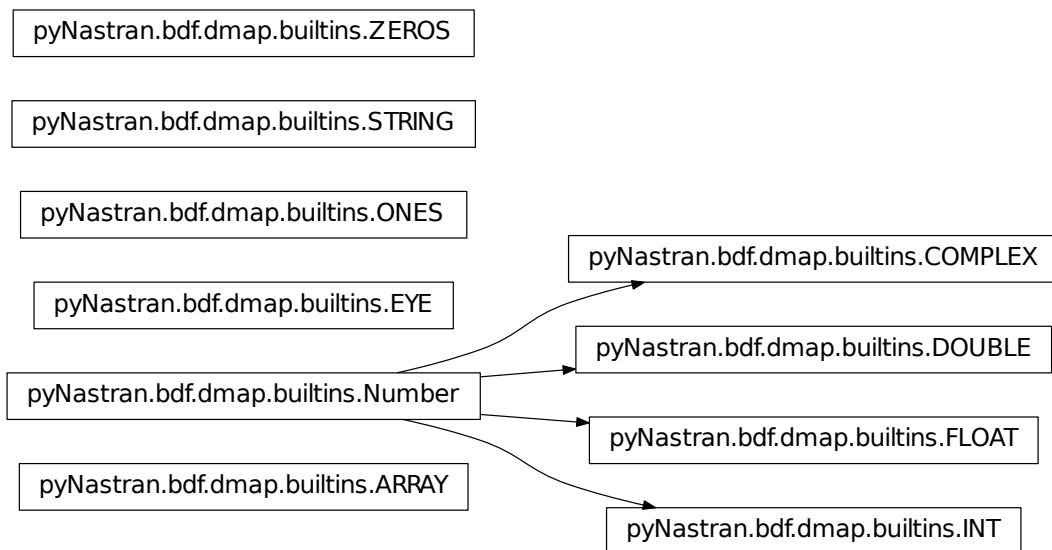 pyNastran.bdf.dmap.builtins.ZEROS
pyNastran.bdf.dmap.builtins.STRING
pyNastran.bdf.dmap.builtins.ONES
pyNastran.bdf.dmap.builtins.COMPLEX
pyNastran.bdf.dmap.builtins.EYE
pyNastran.bdf.dmap.builtins.DOUBLE
pyNastran.bdf.dmap.builtins.Number
pyNastran.bdf.dmap.builtins.FLOAT
pyNastran.bdf.dmap.builtins.ARRAY
pyNastran.bdf.dmap.builtins.INT